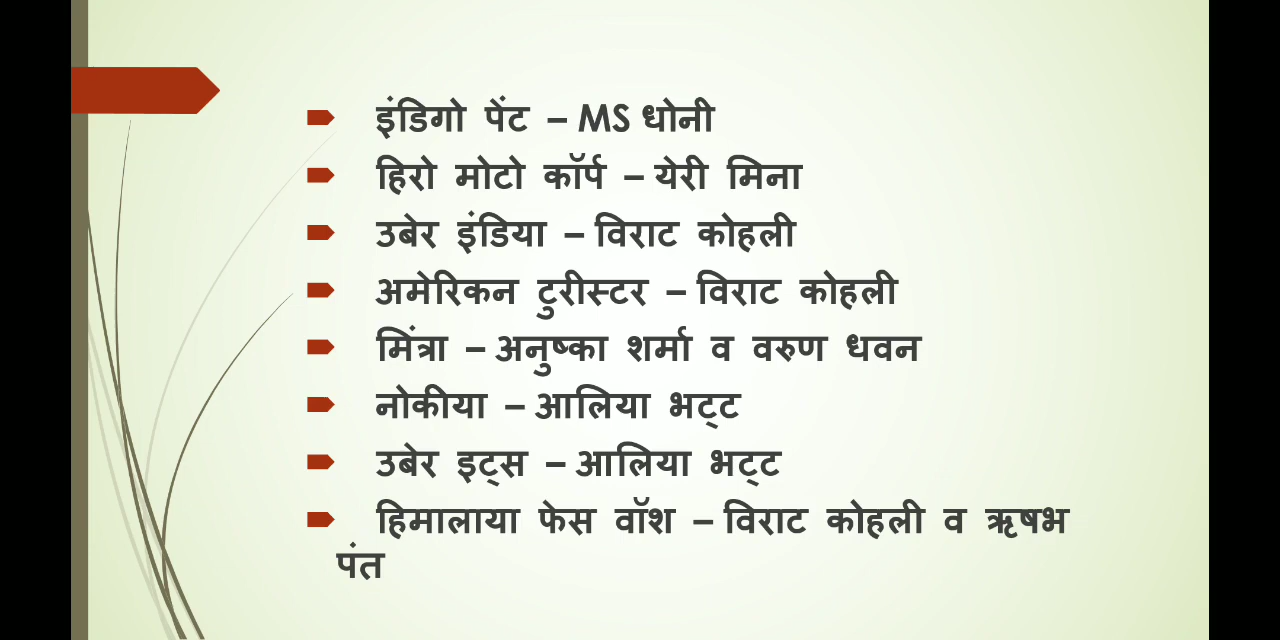 इंडिगो पेंट – MS धोनी
हिरो मोटो कॉर्प – येरी मिना
उबेर इंडिया – विराट कोहली
अमेरिकन टुरीस्टर – विराट कोहली
मिंत्रा – अनुष्का शर्मा व वरुण धवन
नोकीया – आलिया भट्ट
उबेर इट्स – आलिया भट्ट
हिमालाया फेस वॉश – विराट कोहली व ऋषभ
पंत